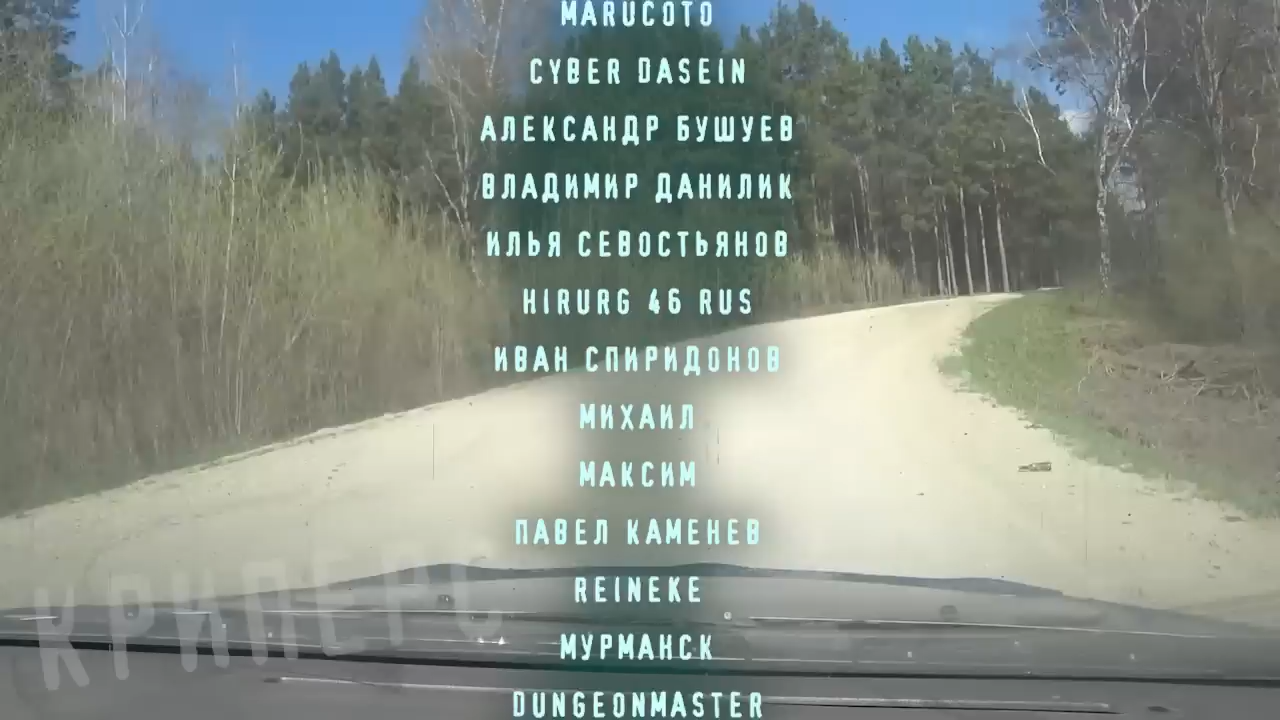 MARUCOTO
CYBER DASEIN
АЛЕКСАНДР БУШУЕВ
ВЛАДИМИР ДАНИЛИК
ИЛЬЯ СЕВОСТЬЯНОВ
HIRURG 46 RUS
ИВАН СПИРИДОНОВ
МИХАИЛ
МАКСИМ
ПАВЕЛ КАМЕНЕВ
REINEKE
МУРМАНСК
DUNGEONMASTER
КРИПЕРС